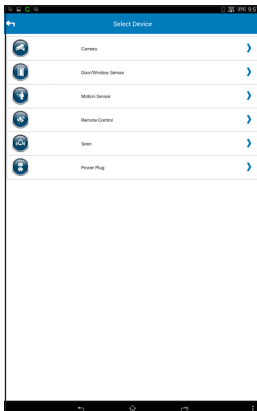 Select Device
Camera
Door/Window Sensor
Motion Sensor
Remote Control
Siren
Power Plug